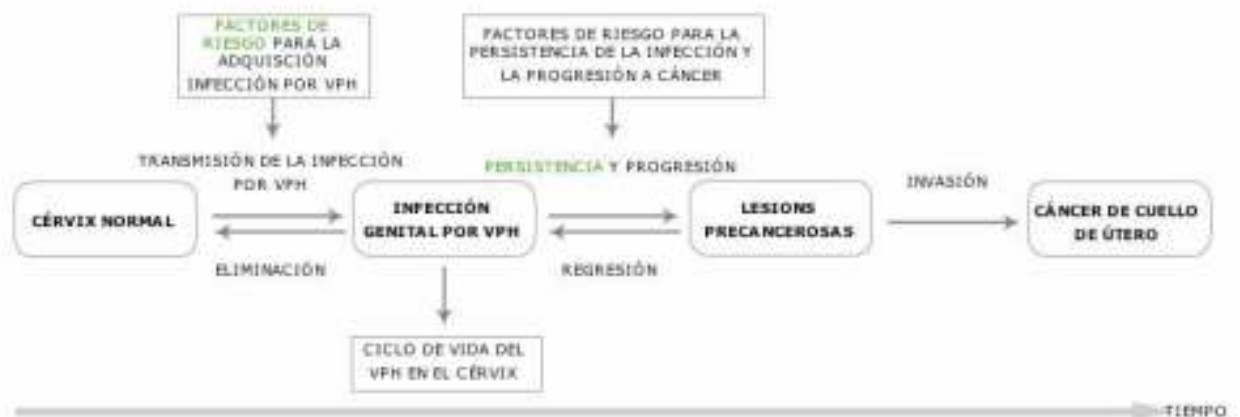 FACTORES DE
RIESGO PARA LA
ADQUISCIÓN
INFECCIÓN POR VPH
FACTORES DE RIESGO PARA LA
PERSISTENCIA DE LA INFECCIÓN Y
LA PROGRESIÓN A CÁNCER
TRANSMISIÓN DE LA INFECCIÓN
POR VPH
PERSISTENCIA Y PROGRESIÓN
INVASIÓN
CÉRVIX NORMAL
INFECCIÓN
GENITAL POR VPH
LESIONS
PRECANCEROSAS
CÁNCER DE CUELLO
DE ÚTERO
ELIMINACIÓN
REGRESIÓN
CICLO DE VIDA DEL
VPH EN EL CÉRVIX
TIEMPO